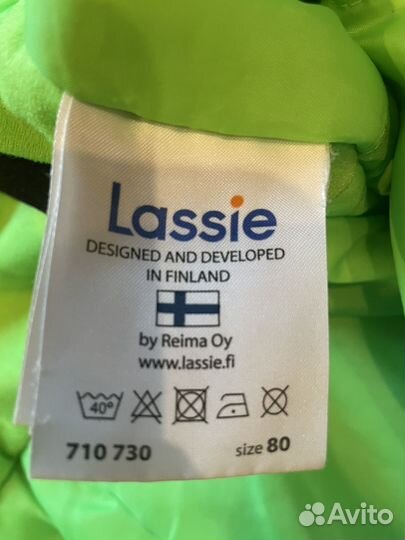 Lassie
DESIGNED AND DEVELOPED
IN FINLAND
by Reima Oy
www.lassie.fi
40°
710 730 size 80
Avito